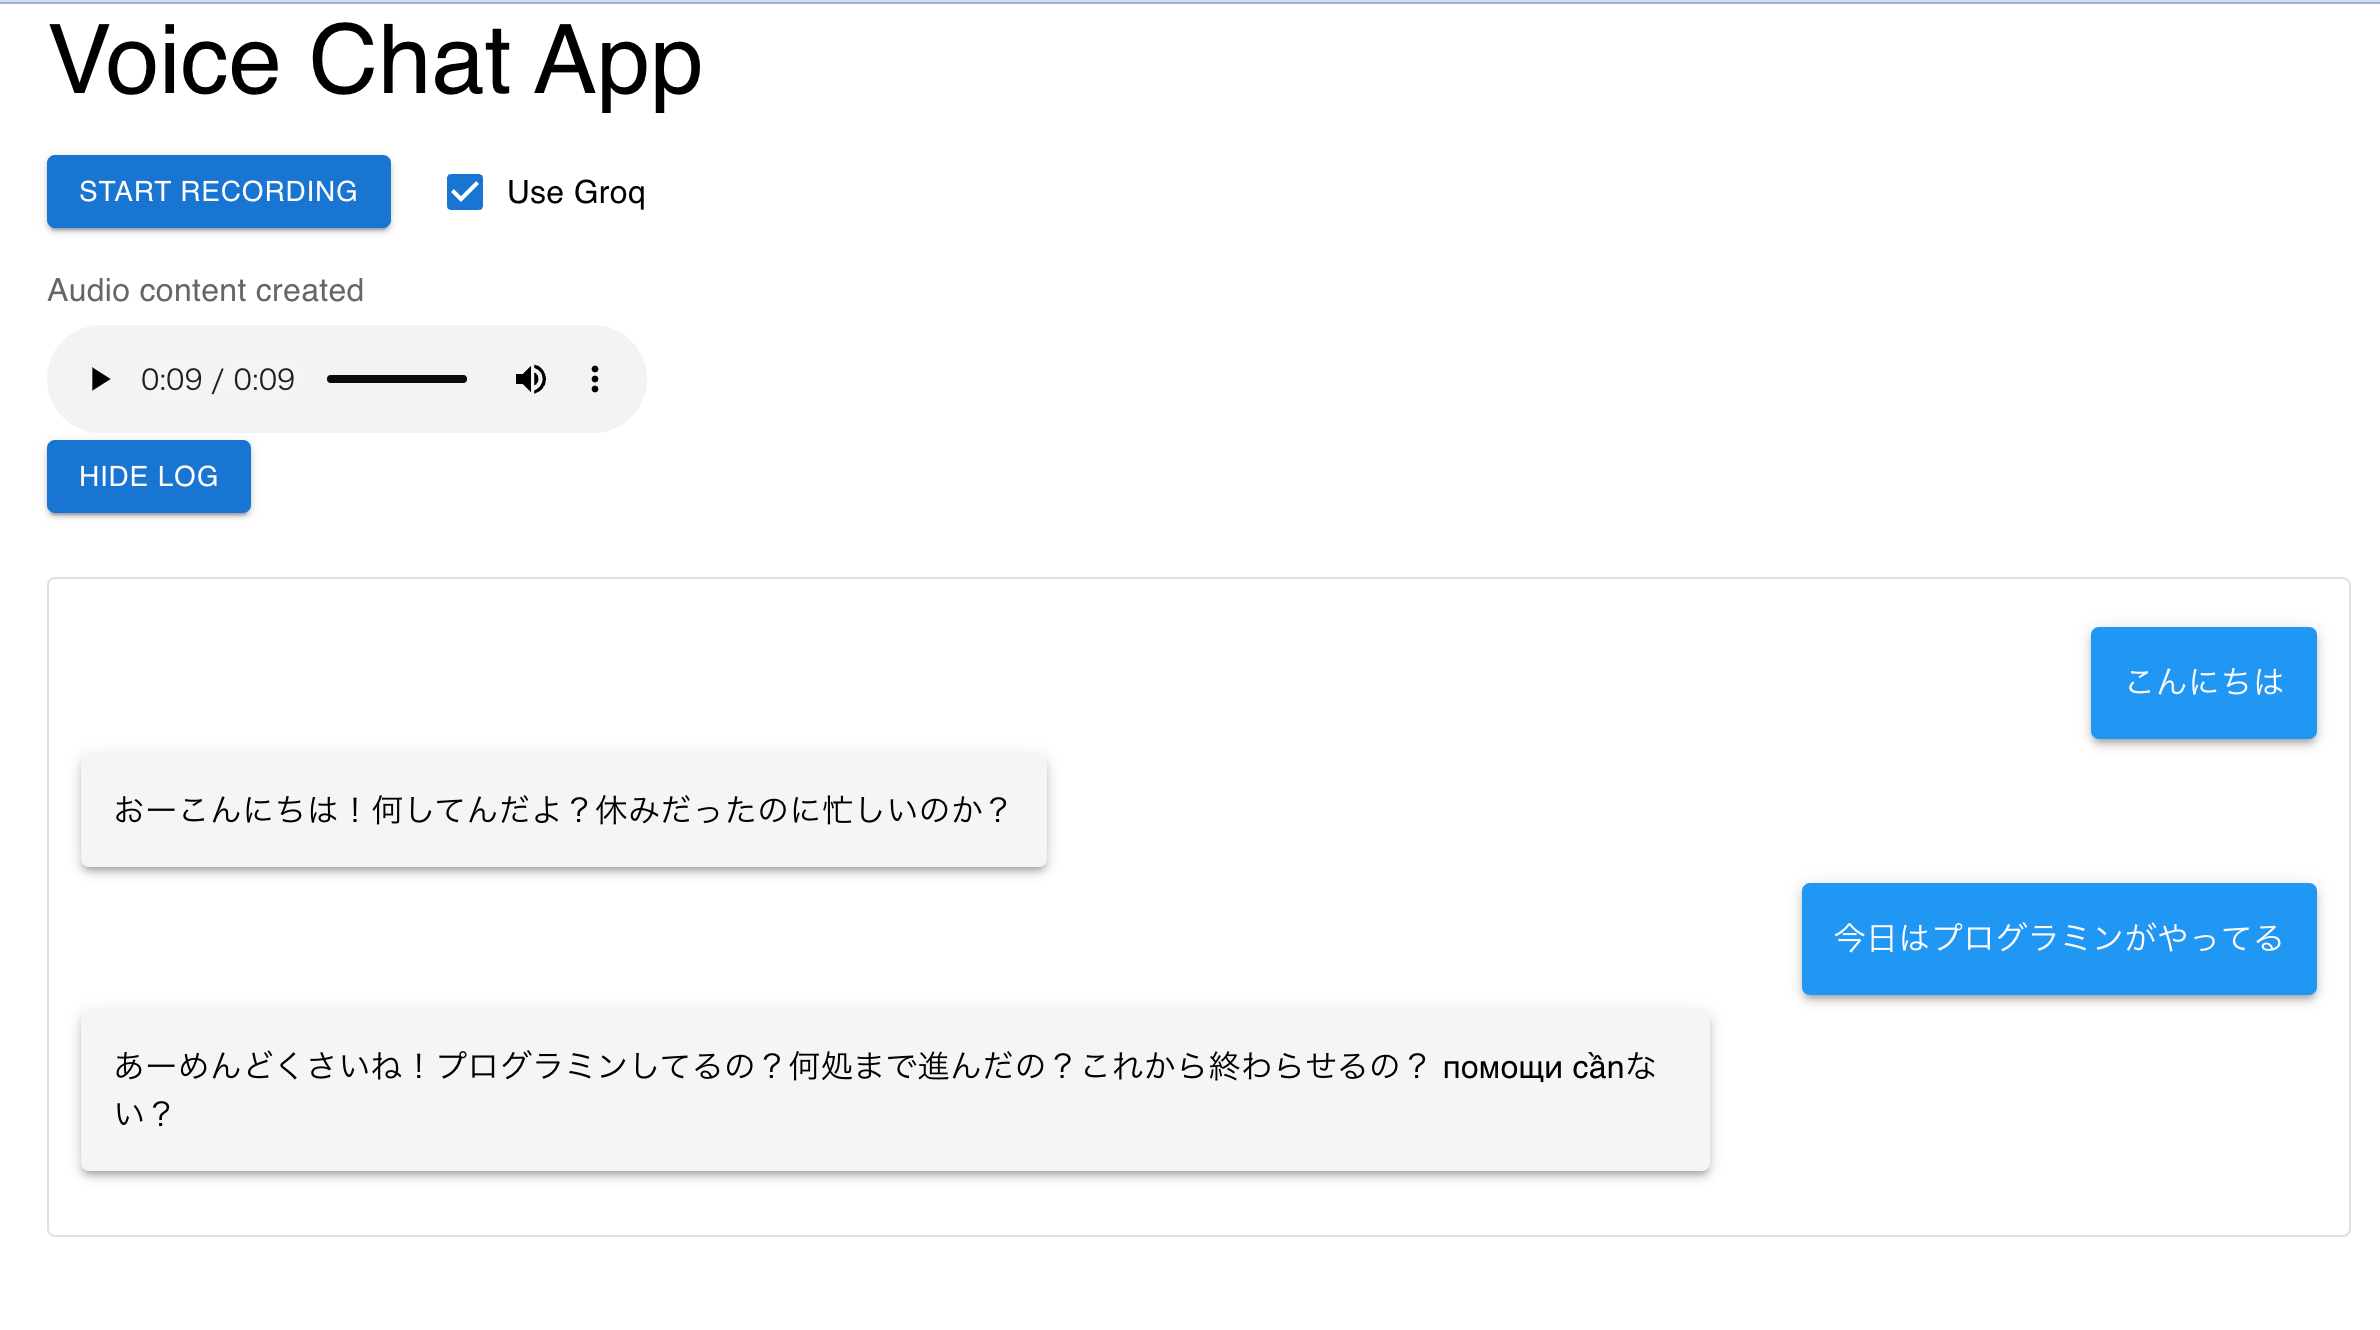 Voice Chat App
START RECORDING
Use Groq
Audio content created
0:09 / 0:09
HIDE LOG
こんにちは
おーこんにちは！何してんだよ？休みだったのに忙しいのか？
今日はプログラミンがやってる
あーめんどくさいね！プログラミンしてるの？何処まで進んだの？これから終わらせるの？ помощи cầnな
い？